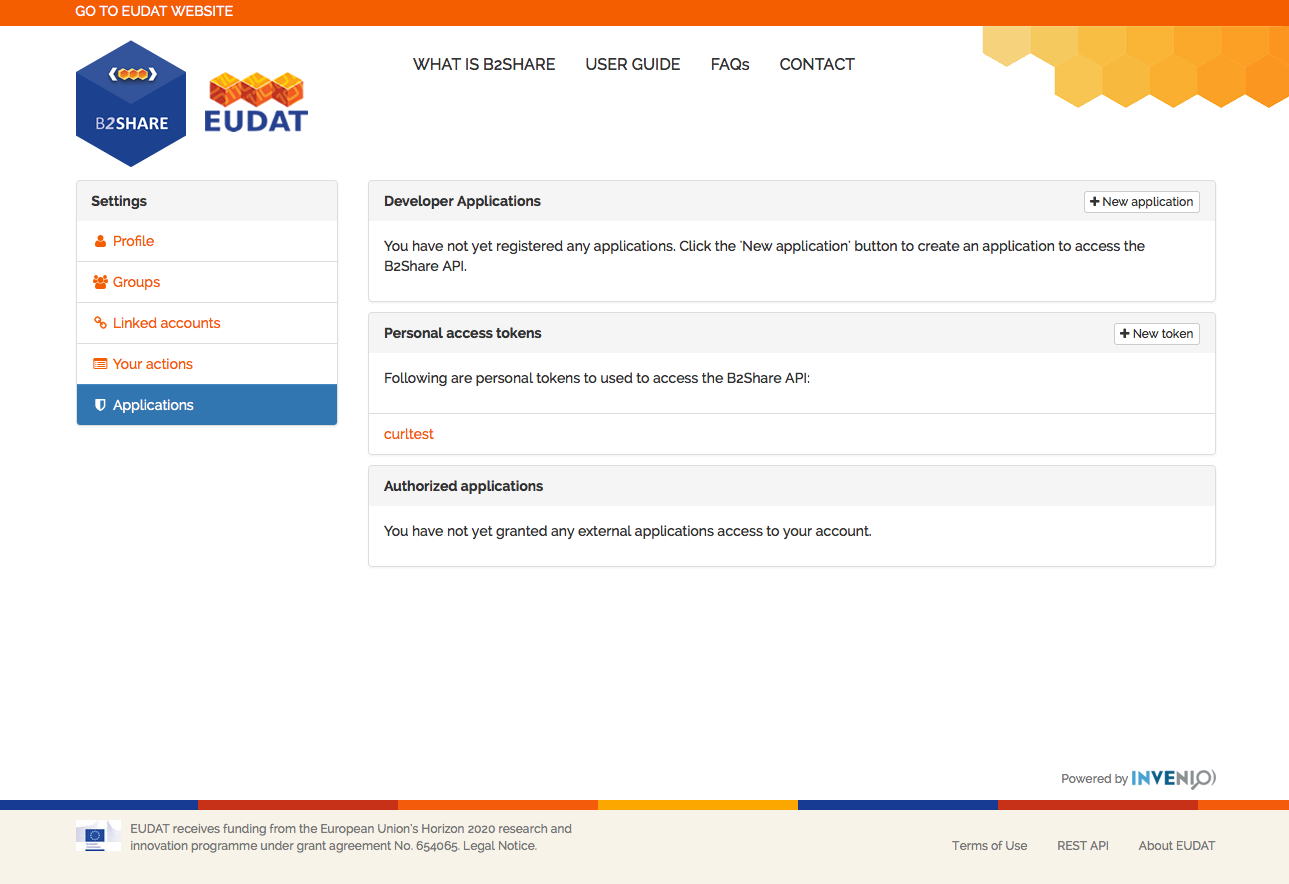 GO TO EUDAT WEBSITE
B2SHARE
EUDAT
WHAT IS B2SHARE
USER GUIDE
FAQs
CONTACT
Settings
Profile
Groups
Linked accounts
Your actions
Applications
Developer Applications
New application
You have not yet registered any applications. Click the 'New application' button to create an application to access the
B2Share API.
Personal access tokens
New token
Following are personal tokens to used to access the B2Share API:
curltest
Authorized applications
You have not yet granted any external applications access to your account.
Powered by INVENIO
EUDAT receives funding from the European Union's Horizon 2020 research and
innovation programme under grant agreement No. 654065. Legal Notice.
Terms of Use
REST API
About EUDAT